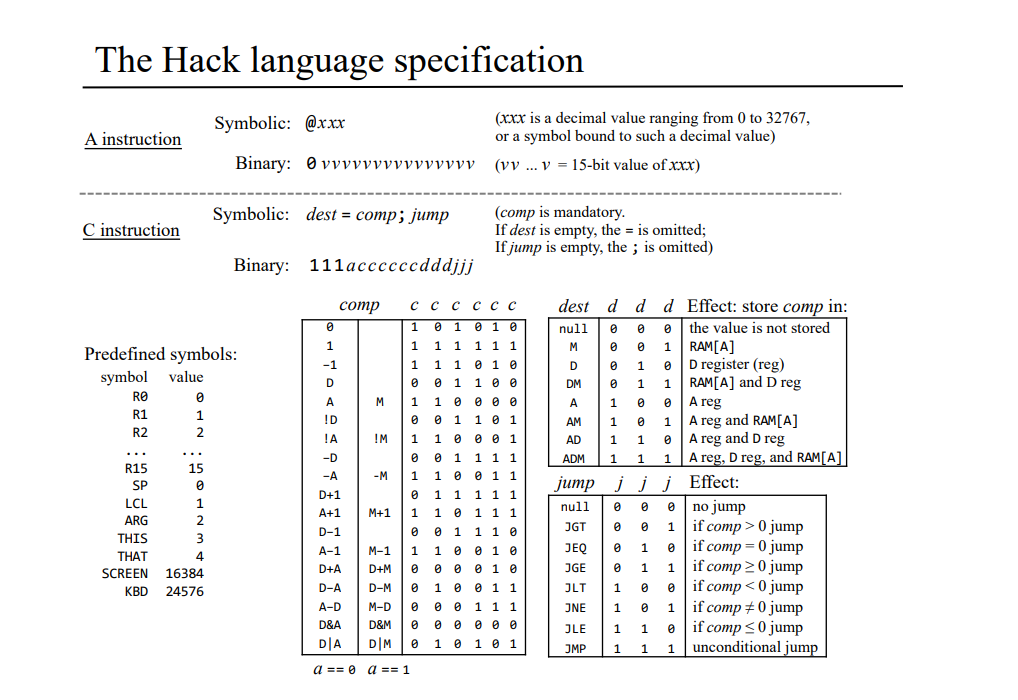 The Hack language specification
A instruction
Symbolic: @xxx (xxx is a decimal value ranging from 0 to 32767,
or a symbol bound to such a decimal value)
Binary: 0 vvvvvvvvvvvvvvv (vv ... v = 15-bit value of xxx)
C instruction
Symbolic: dest = comp ; jump (comp is mandatory.
If dest is empty, the = is omitted;
If jump is empty, the ; is omitted)
Binary: 111accccccdddjjj
Predefined symbols:
symbol value
R0 0
R1 1
R2 2
... ...
R15 15
SP 0
LCL 1
ARG 2
THIS 3
THAT 4
SCREEN 16384
KBD 24576
comp c c c c c c
0 1 0 1 0 1 0
1 1 1 1 1 1 1
-1 1 1 1 0 1 0
D 0 0 1 1 0 0
A M 1 1 0 0 0 0
!D 0 0 1 1 0 1
!A !M 1 1 0 0 0 1
-D 0 0 1 1 1 1
-A -M 1 1 0 0 1 1
D+1 0 1 1 1 1 1
A+1 M+1 1 1 0 1 1 1
D-1 0 0 1 1 1 0
A-1 M-1 1 1 0 0 1 0
D+A D+M 0 0 0 0 1 0
D-A D-M 0 1 0 0 1 1
A-D M-D 0 0 0 1 1 1
D&A D&M 0 0 0 0 0 0
D|A D|M 0 1 0 1 0 1
a == 0 a == 1
dest d d d Effect: store comp in:
null 0 0 0 the value is not stored
M 0 0 1 RAM[A]
D 0 1 0 D register (reg)
DM 0 1 1 RAM[A] and D reg
A 1 0 0 A reg
AM 1 0 1 A reg and RAM[A]
AD 1 1 0 A reg and D reg
ADM 1 1 1 A reg, D reg, and RAM[A]
jump j j j Effect:
null 0 0 0 no jump
JGT 0 0 1 if comp > 0 jump
JEQ 0 1 0 if comp = 0 jump
JGE 0 1 1 if comp ≥ 0 jump
JLT 1 0 0 if comp < 0 jump
JNE 1 0 1 if comp ≠ 0 jump
JLE 1 1 0 if comp ≤ 0 jump
JMP 1 1 1 unconditional jump